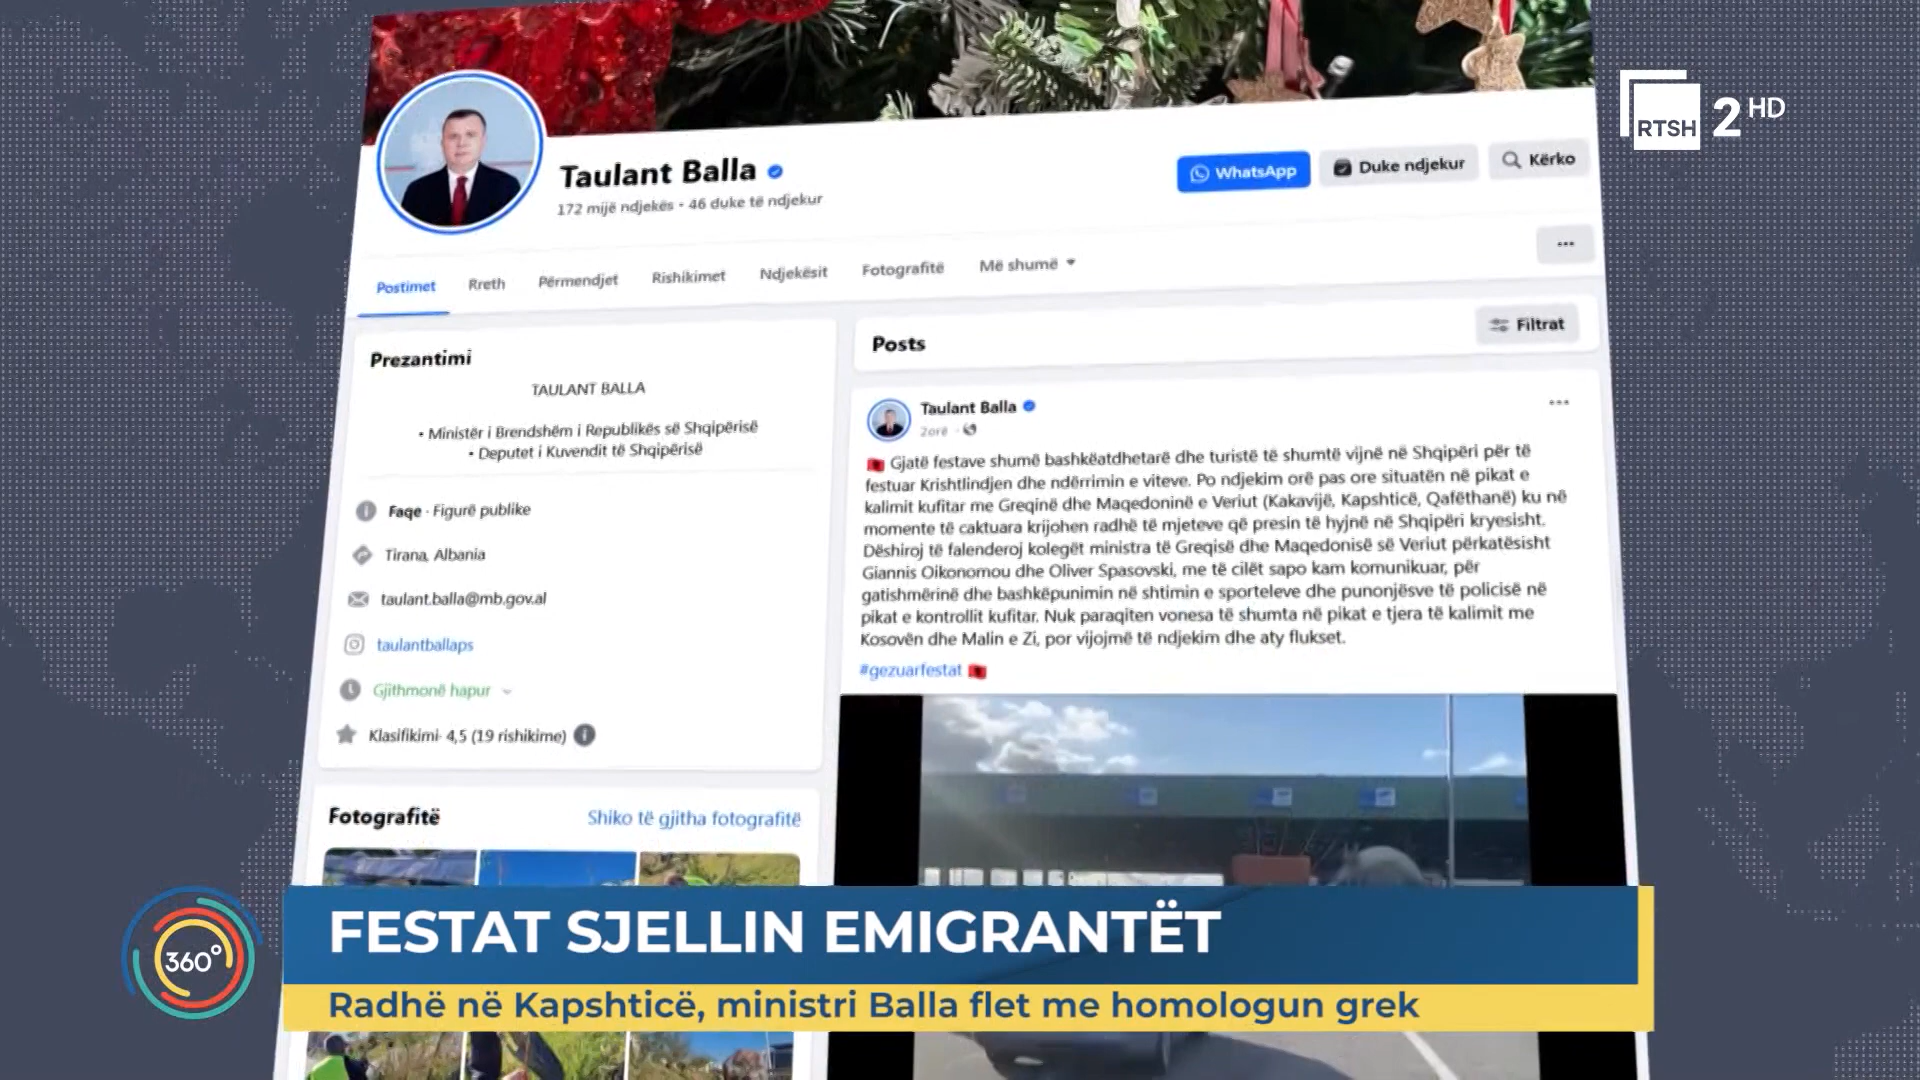 RTSH 2 HD
Taulant Balla
172 mijë ndjekës • 46 duke të ndjekur
WhatsApp
Duke ndjekur
Kërko
Postimet
Rreth
Përmendjet
Rishikimet
Ndjekësit
Fotografitë
Më shumë
Prezantimi
TAULANT BALLA
• Ministër i Brendshëm i Republikës së Shqipërisë
• Deputet i Kuvendit të Shqipërisë
Faqe · Figurë publike
Tirana, Albania
taulant.balla@mb.gov.al
taulantballaps
Gjithmonë hapur
Klasifikimi· 4,5 (19 rishikime)
Fotografitë
Shiko të gjitha fotografitë
Posts
Filtrat
Taulant Balla
2orë
Gjatë festave shumë bashkëatdhetarë dhe turistë të shumtë vijnë në Shqipëri për të
festuar Krishtlindjen dhe ndërrimin e viteve. Po ndjekim orë pas ore situatën në pikat e
kalimit kufitar me Greqinë dhe Maqedoninë e Veriut (Kakavijë, Kapshticë, Qafëthanë) ku në
momente të caktuara krijohen radhë të mjeteve që presin të hyjnë në Shqipëri kryesisht.
Dëshiroj të falenderoj kolegët ministra të Greqisë dhe Maqedonisë së Veriut përkatësisht
Giannis Oikonomou dhe Oliver Spasovski, me të cilët sapo kam komunikuar, për
gatishmërinë dhe bashkëpunimin në shtimin e sporteleve dhe punonjësve të policisë në
pikat e kontrollit kufitar. Nuk paraqiten vonesa të shumta në pikat e tjera të kalimit me
Kosovën dhe Malin e Zi, por vijojmë të ndjekim dhe aty flukset.
#gezuarfestat
360°
FESTAT SJELLIN EMIGRANTËT
Radhë në Kapshticë, ministri Balla flet me homologun grek